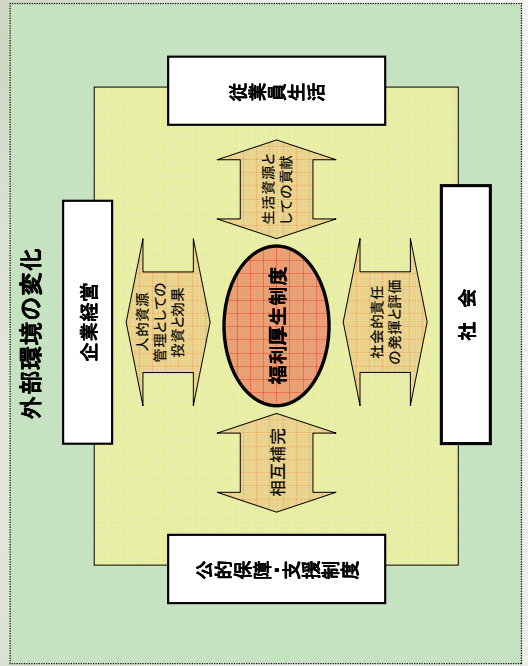 外部環境の変化
企業経営
人的資源
管理としての
投資と効果
公的保障・支援制度
相互補完
福利厚生制度
生活資源と
しての貢献
従業員生活
社会的責任
の発揮と評価
社 会